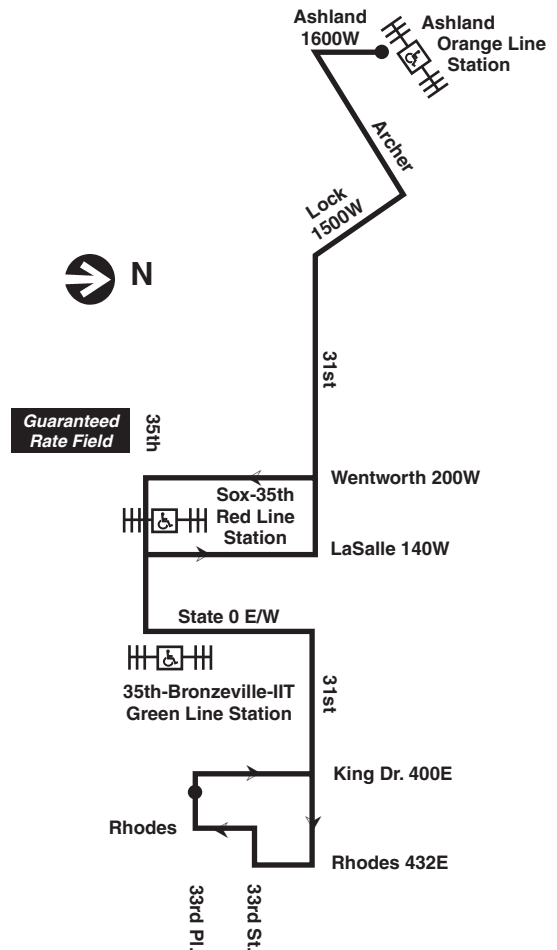 Ashland
1600W
Ashland
Orange Line
Station
Archer
Lock
1500W
N
31st
Guaranteed
Rate Field
35th
Wentworth 200W
Sox-35th
Red Line
Station
LaSalle 140W
State 0 E/W
35th-Bronzeville-IIT
Green Line Station
31st
King Dr. 400E
Rhodes
Rhodes 432E
33rd Pl.
33rd St.